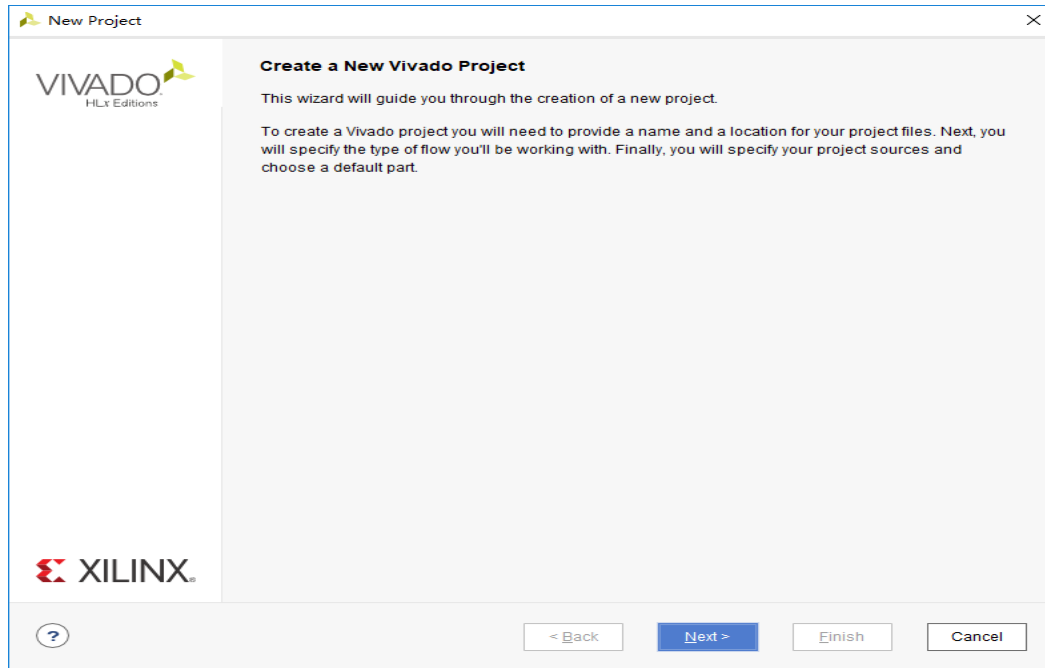 New Project
VIVADO.
HLx Editions
Create a New Vivado Project
This wizard will guide you through the creation of a new project.
To create a Vivado project you will need to provide a name and a location for your project files. Next, you
will specify the type of flow you'll be working with. Finally, you will specify your project sources and
choose a default part.
XILINX®
?
< Back
Next >
Finish
Cancel